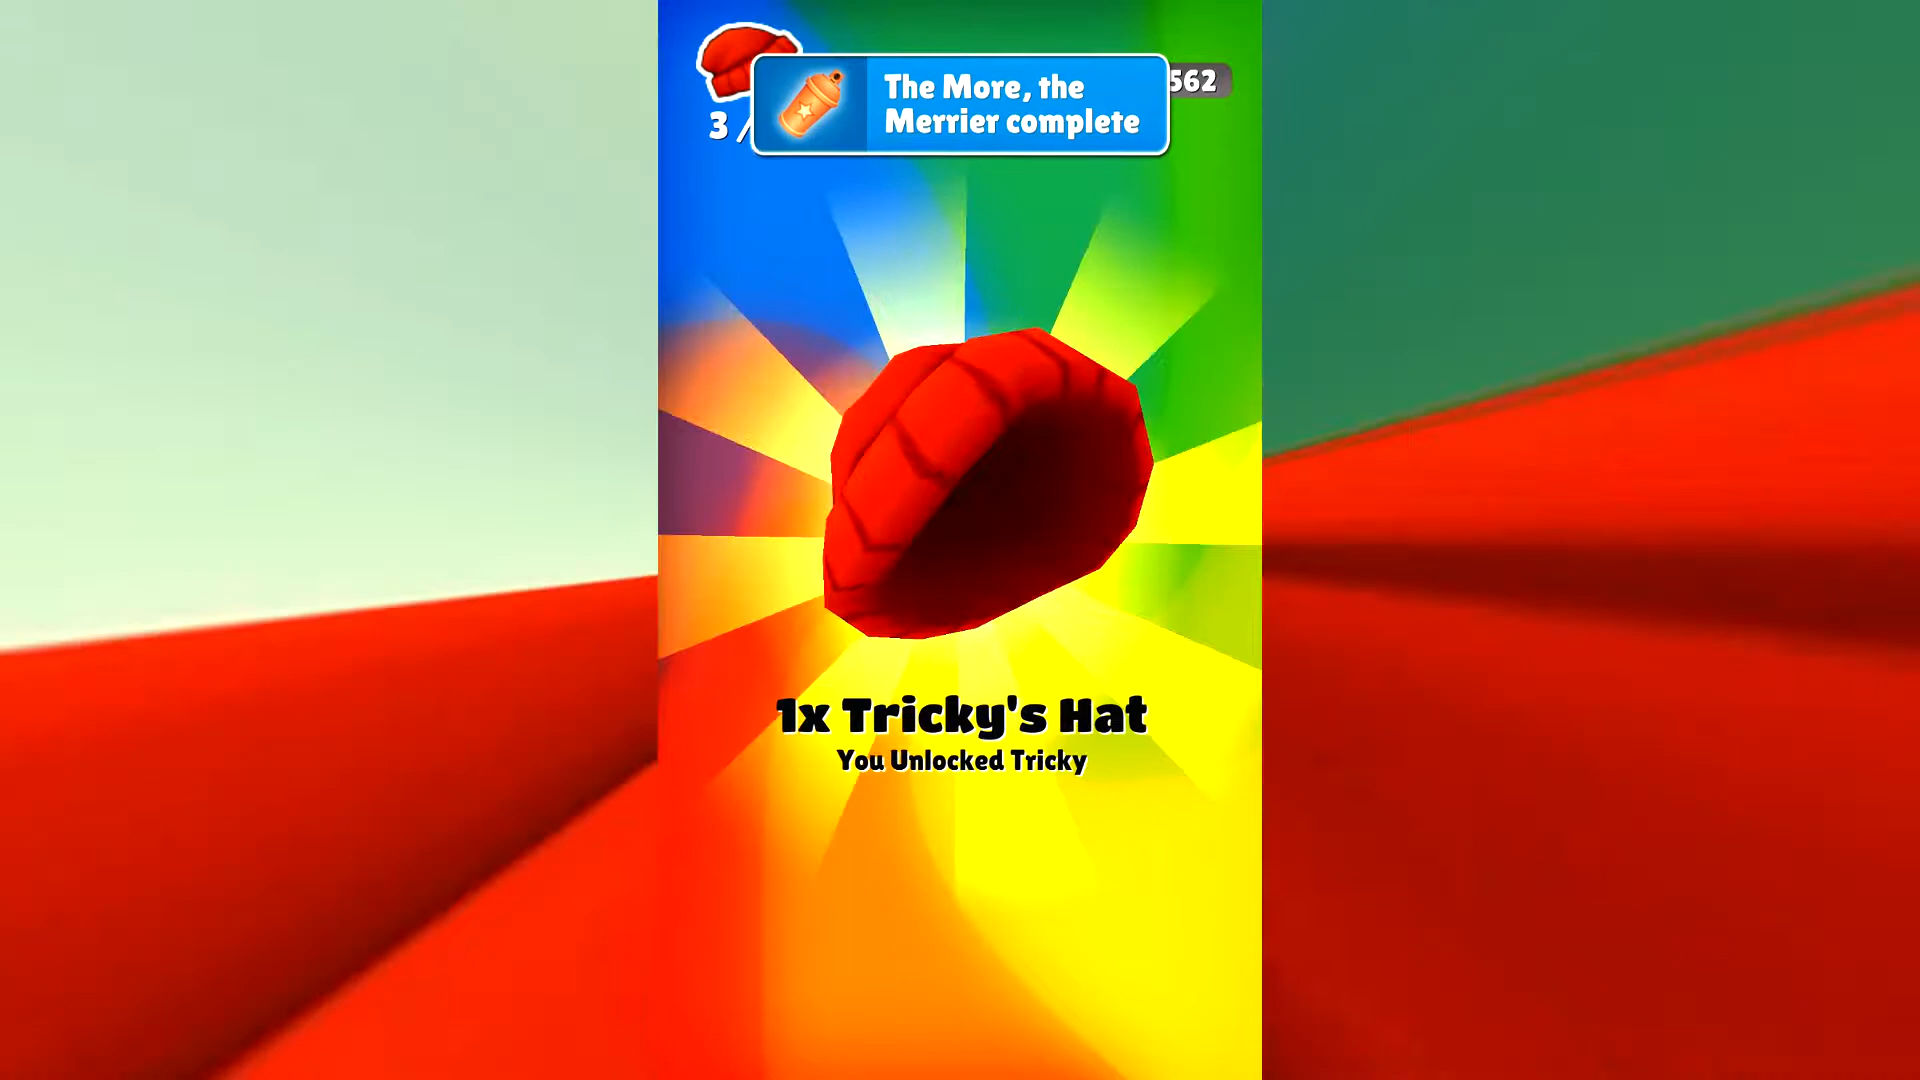 The More, the
Merrier complete
562
3 /
1x Tricky's Hat
You Unlocked Tricky